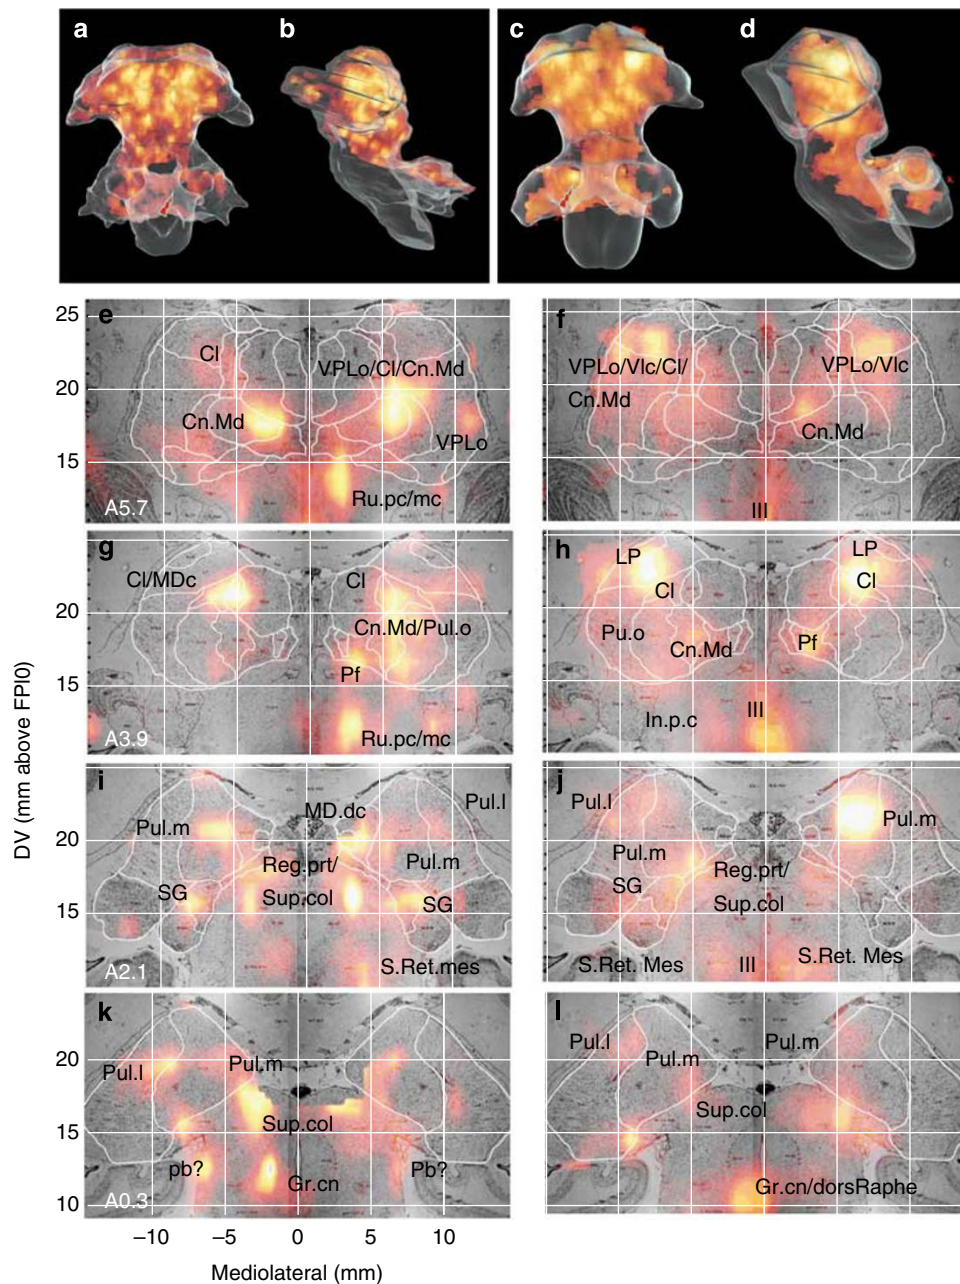 a
b
c
d
DV (mm above FPI0)
25
20
15
e
Cl
VPLo/Cl/Cn.Md
Cn.Md
VPLo
Ru.pc/mc
A5.7
f
VPLo/Vlc/Cl/
Cn.Md
VPLo/Vlc
Cn.Md
III
20
15
g
Cl/MDc
Cl
Cn.Md/Pul.o
Pf
Ru.pc/mc
A3.9
h
LP
Cl
LP
Cl
Pu.o
Cn.Md
Pf
In.p.c
III
20
15
i
MD.dc
Pul.l
Pul.m
Reg.prt/
Sup.col
Pul.m
SG
SG
S.Ret.mes
A2.1
j
Pul.l
Pul.m
Pul.m
SG
Reg.prt/
Sup.col
S.Ret. Mes
III
S.Ret. Mes
20
15
10
k
Pul.l
Pul.m
Sup.col
pb?
Gr.cn
Pb?
A0.3
l
Pul.l
Pul.m
Pul.m
Sup.col
Gr.cn/dorsRaphe
−10
−5
0
5
10
Mediolateral (mm)